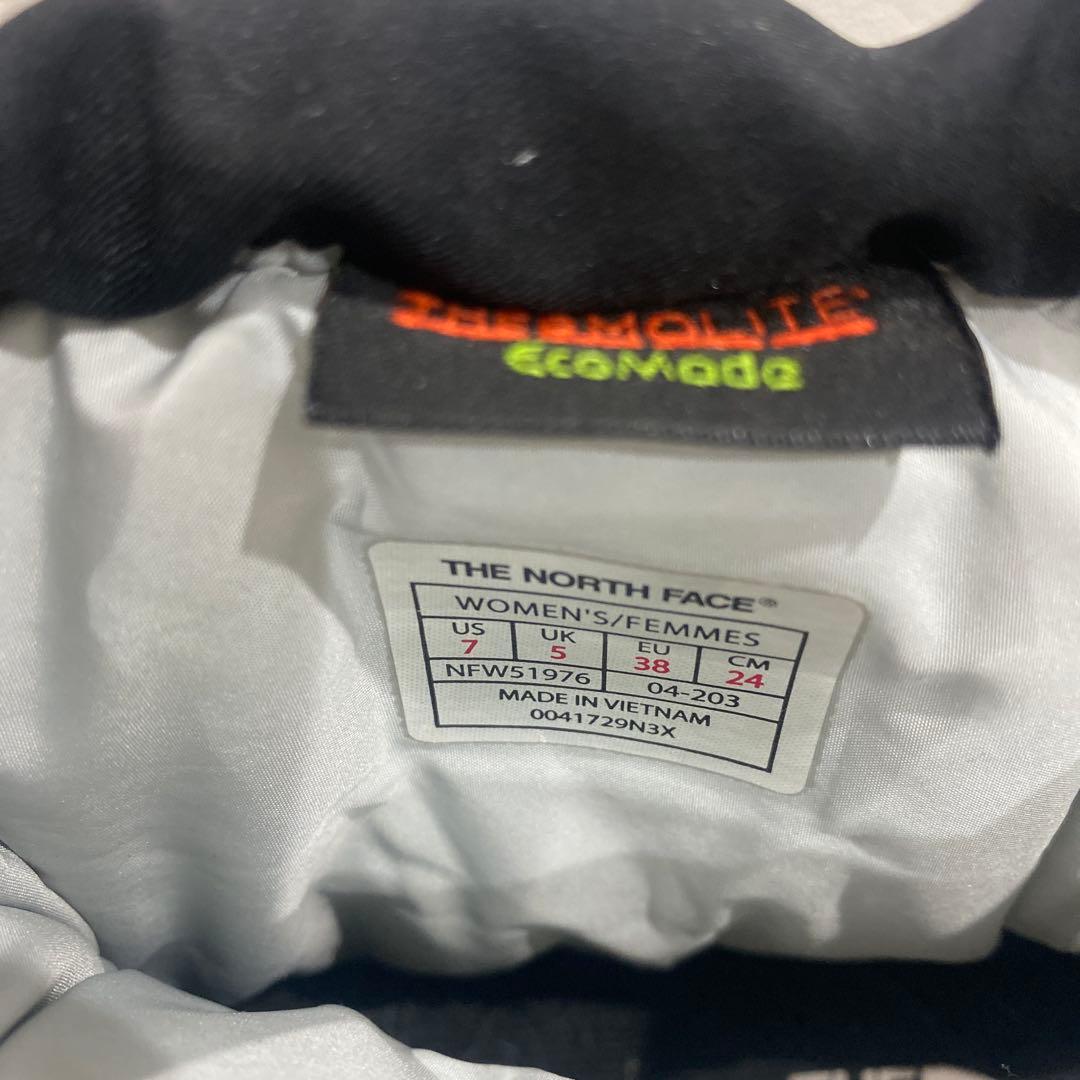 THERMOLITE®
EcoMade
THE NORTH FACE®
WOMEN'S/FEMMES
US UK EU CM
7 5 38 24
NFW51976 04-203
MADE IN VIETNAM
0041729N3X